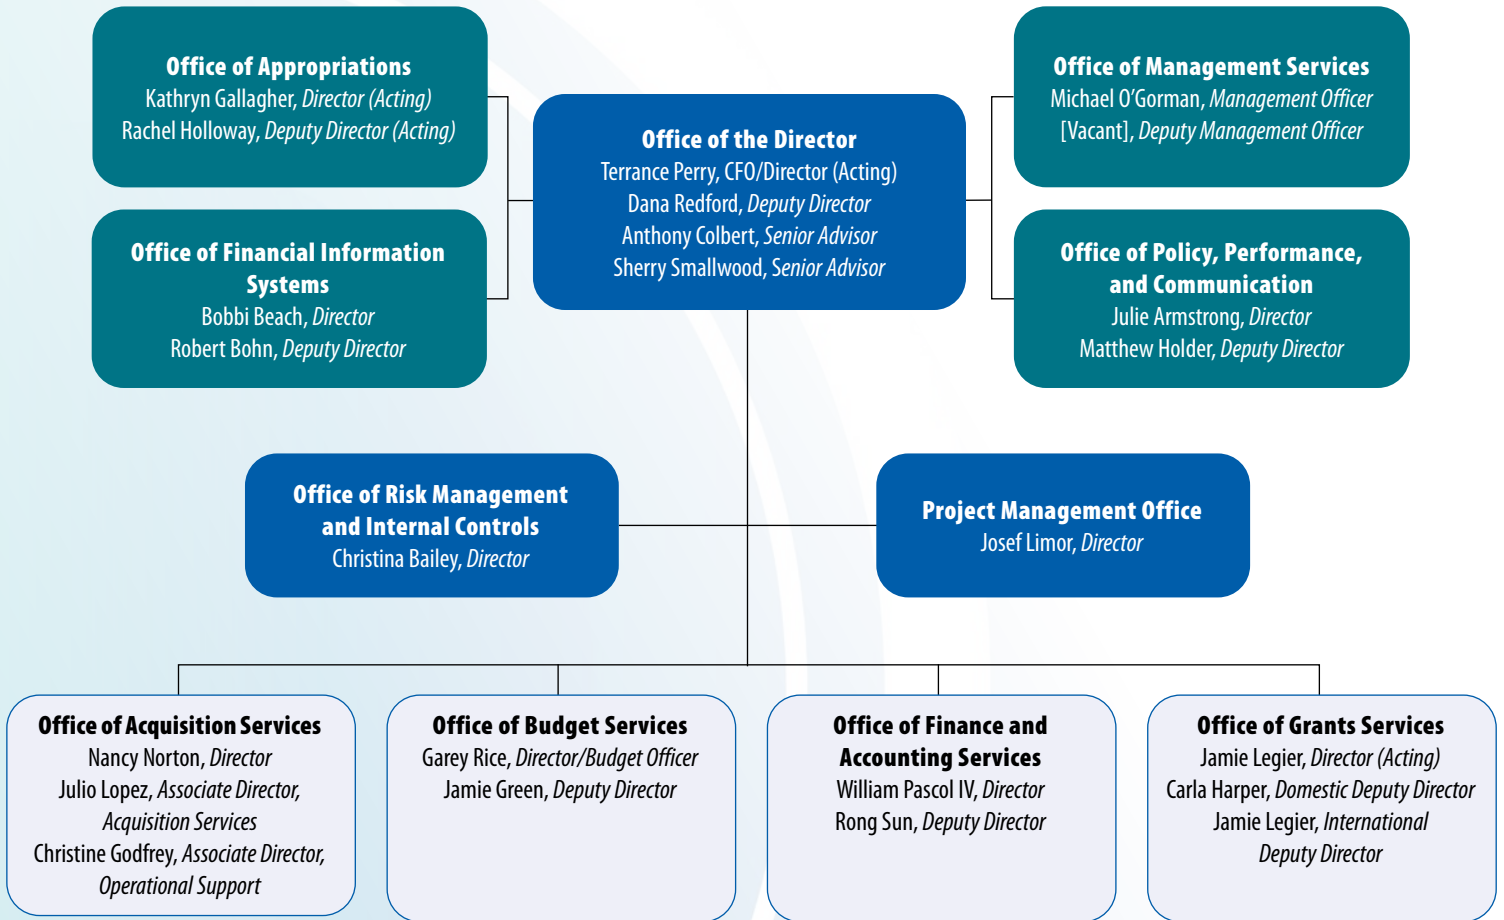 Office of Appropriations
Kathryn Gallagher, Director (Acting)
Rachel Holloway, Deputy Director (Acting)
Office of Financial Information
Systems
Bobbi Beach, Director
Robert Bohn, Deputy Director
Office of the Director
Terrance Perry, CFO/Director (Acting)
Dana Redford, Deputy Director
Anthony Colbert, Senior Advisor
Sherry Smallwood, Senior Advisor
Office of Management Services
Michael O’Gorman, Management Officer
[Vacant], Deputy Management Officer
Office of Policy, Performance,
and Communication
Julie Armstrong, Director
Matthew Holder, Deputy Director
Office of Risk Management
and Internal Controls
Christina Bailey, Director
Project Management Office
Josef Limor, Director
Office of Acquisition Services
Nancy Norton, Director
Julio Lopez, Associate Director,
Acquisition Services
Christine Godfrey, Associate Director,
Operational Support
Office of Budget Services
Garey Rice, Director/Budget Officer
Jamie Green, Deputy Director
Office of Finance and
Accounting Services
William Pascol IV, Director
Rong Sun, Deputy Director
Office of Grants Services
Jamie Legier, Director (Acting)
Carla Harper, Domestic Deputy Director
Jamie Legier, International
Deputy Director